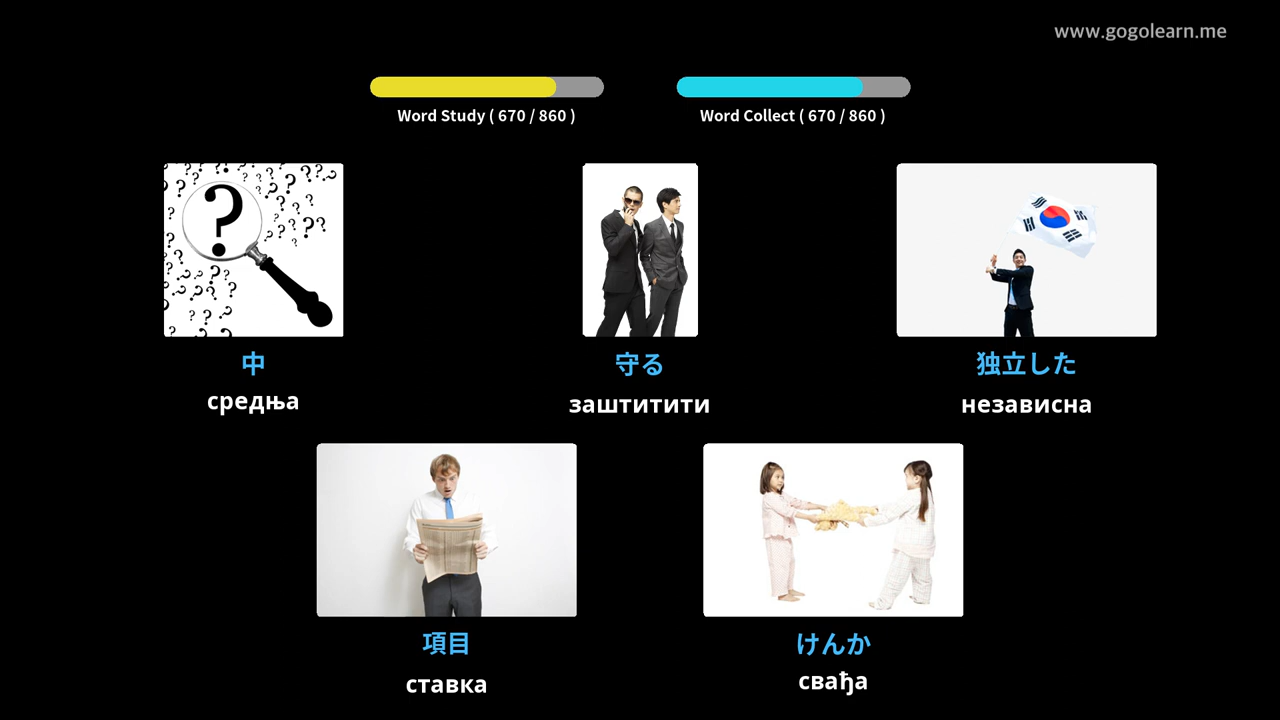 www.gogolearn.me
Word Study ( 670 / 860 )
Word Collect ( 670 / 860 )
中
средња
守る
заштитити
独立した
независна
項目
ставка
けんか
свађа